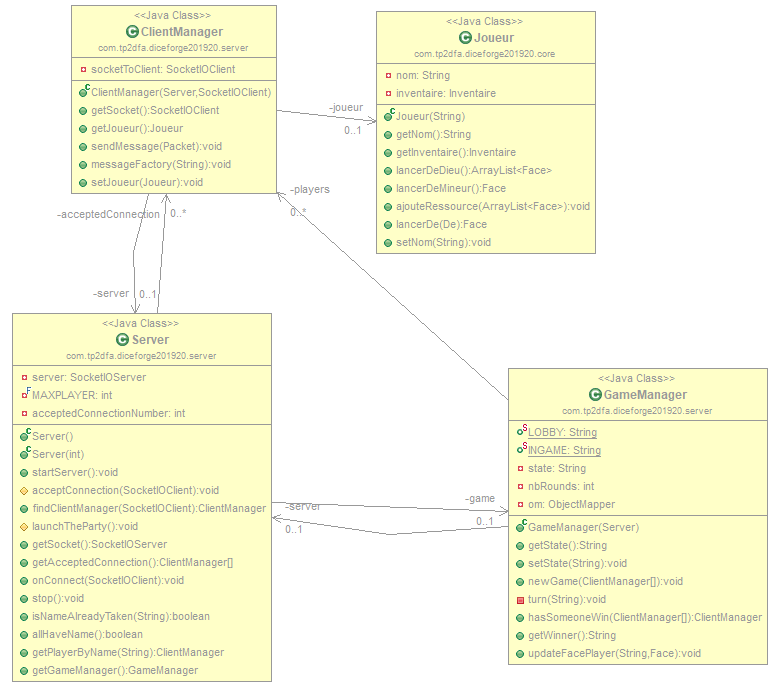 <<Java Class>>
ClientManager
com.tp2dfa.diceforge201920.server
socketToClient: SocketIOClient
ClientManager(Server,SocketIOClient)
getSocket():SocketIOClient
getJoueur():Joueur
sendMessage(Packet):void
messageFactory(String):void
setJoueur(Joueur):void
<<Java Class>>
Joueur
com.tp2dfa.diceforge201920.core
nom: String
inventaire: Inventaire
Joueur(String)
getNom():String
getInventaire():Inventaire
lancerDeDieu():ArrayList<Face>
lancerDeMineur():Face
ajouteRessource(ArrayList<Face>):void
lancerDe(De):Face
setNom(String):void
-joueur
0..1
-players
0..*
-acceptedConnection
0..*
-server
0..1
<<Java Class>>
Server
com.tp2dfa.diceforge201920.server
server: SocketIOServer
MAXPLAYER: int
acceptedConnectionNumber: int
Server()
Server(int)
startServer():void
acceptConnection(SocketIOClient):void
findClientManager(SocketIOClient):ClientManager
launchTheParty():void
getSocket():SocketIOServer
getAcceptedConnection():ClientManager[]
onConnect(SocketIOClient):void
stop():void
isNameAlreadyTaken(String):boolean
allHaveName():boolean
getPlayerByName(String):ClientManager
getGameManager():GameManager
-server
0..1
-game
0..1
<<Java Class>>
GameManager
com.tp2dfa.diceforge201920.server
LOBBY: String
INGAME: String
state: String
nbRounds: int
om: ObjectMapper
GameManager(Server)
getState():String
setState(String):void
newGame(ClientManager[]):void
turn(String):void
hasSomeoneWin(ClientManager[]):ClientManager
getWinner():String
updateFacePlayer(String,Face):void